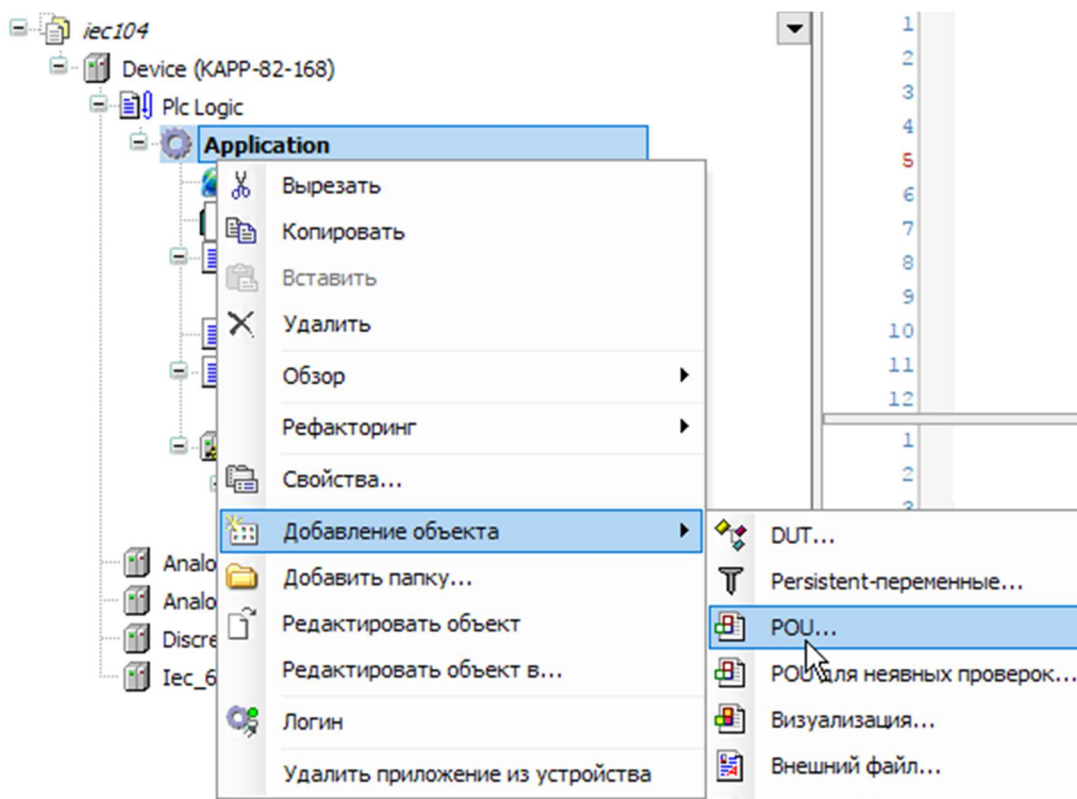 iec104
Device (KAPP-82-168)
Plc Logic
Application
Вырезать
Копировать
Вставить
Удалить
Обзор
Рефакторинг
Свойства...
Добавление объекта
Добавить папку...
Редактировать объект
Редактировать объект в...
Логин
Удалить приложение из устройства
Analo
Analo
Discre
Iec_6
DUT...
Persistent-переменные...
POU...
POU для неявных проверок...
Визуализация...
Внешний файл...
1
2
3
4
5
6
7
8
9
10
11
12
1
2
3